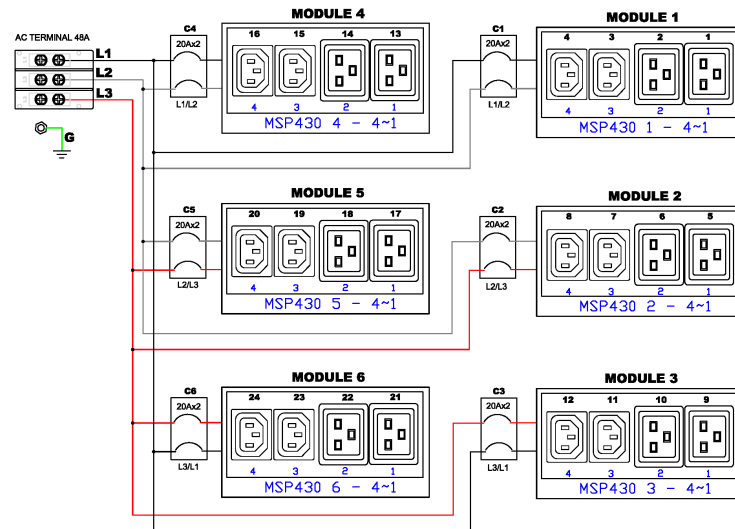 AC TERMINAL 48A
L1
L2
L3
G
C4
20Ax2
L1/L2
MODULE 4
16 15 14 13
4 3 2 1
MSP430 4 - 4~1
C1
20Ax2
L1/L2
MODULE 1
4 3 2 1
4 3 2 1
MSP430 1 - 4~1
C5
20Ax2
L2/L3
MODULE 5
20 19 18 17
4 3 2 1
MSP430 5 - 4~1
C2
20Ax2
L2/L3
MODULE 2
8 7 6 5
4 3 2 1
MSP430 2 - 4~1
C6
20Ax2
L3/L1
MODULE 6
24 23 22 21
4 3 2 1
MSP430 6 - 4~1
C3
20Ax2
L3/L1
MODULE 3
12 11 10 9
4 3 2 1
MSP430 3 - 4~1